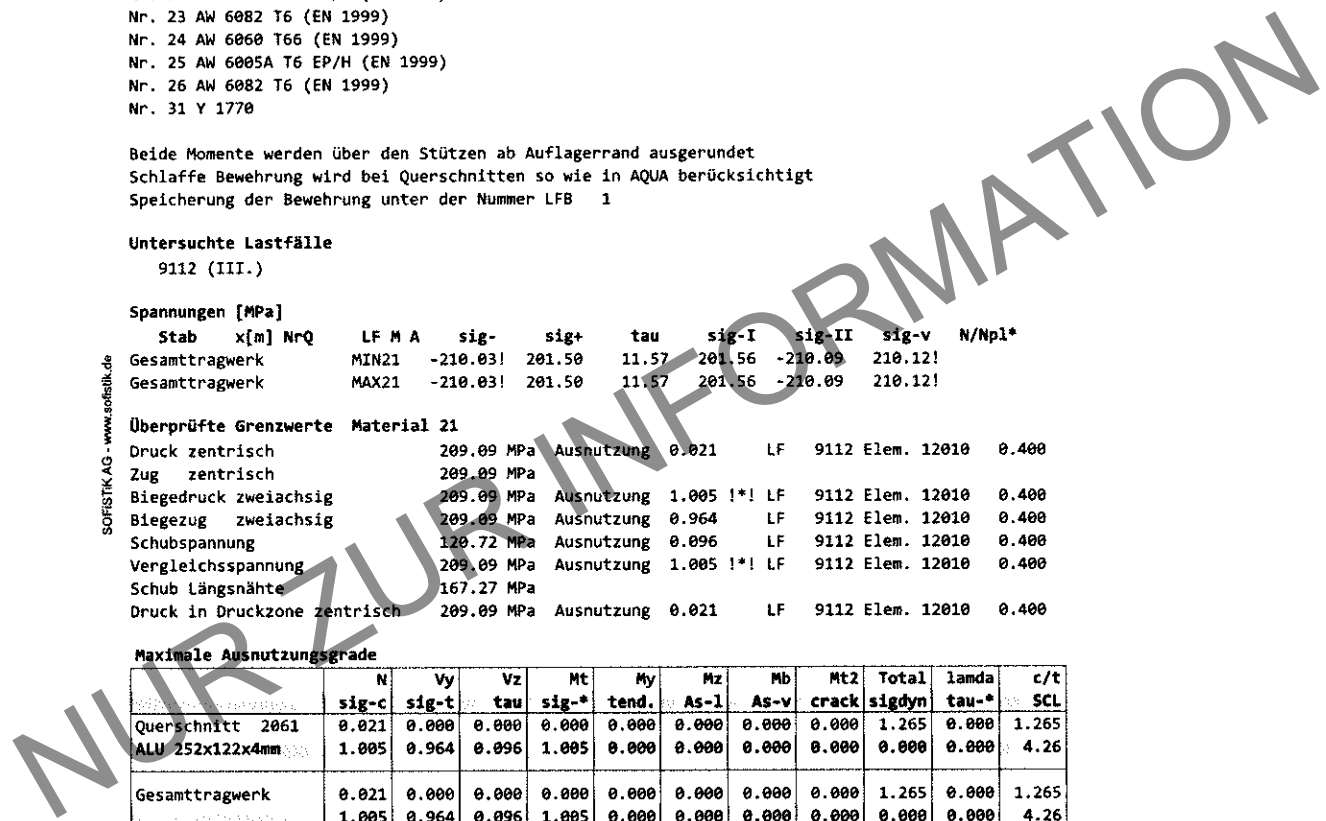 Nr. 23 AW 6082 T6 (EN 1999)
Nr. 24 AW 6060 T66 (EN 1999)
Nr. 25 AW 6005A T6 EP/H (EN 1999)
Nr. 26 AW 6082 T6 (EN 1999)
Nr. 31 Y 1770
Beide Momente werden über den Stützen ab Auflagerrand ausgerundet
Schlaffe Bewehrung wird bei Querschnitten so wie in AQUA berücksichtigt
Speicherung der Bewehrung unter der Nummer LFB 1
Untersuchte Lastfälle
9112 (III.)
Spannungen [MPa]
Stab x[m] NrQ LF M A sig- sig+ tau sig-I sig-II sig-v N/Npl*
Gesamttragwerk MIN21 -210.03! 201.50 11.57 201.56 -210.09 210.12!
Gesamttragwerk MAX21 -210.03! 201.50 11.57 201.56 -210.09 210.12!
Überprüfte Grenzwerte Material 21
Druck zentrisch 209.09 MPa Ausnutzung 0.021 LF 9112 Elem. 12010 0.400
Zug zentrisch 209.09 MPa
Biegedruck zweiachsig 209.09 MPa Ausnutzung 1.005 !*! LF 9112 Elem. 12010 0.400
Biegezug zweiachsig 209.09 MPa Ausnutzung 0.964 LF 9112 Elem. 12010 0.400
Schubspannung 120.72 MPa Ausnutzung 0.096 LF 9112 Elem. 12010 0.400
Vergleichsspannung 209.09 MPa Ausnutzung 1.005 !*! LF 9112 Elem. 12010 0.400
Schub Längsnähte 167.27 MPa
Druck in Druckzone zentrisch 209.09 MPa Ausnutzung 0.021 LF 9112 Elem. 12010 0.400
Maximale Ausnutzungsgrade
N Vy Vz Mt My Mz Mb Mt2 Total lamda c/t
sig-c sig-t tau sig-* tend. As-l As-v crack sigdyn tau-* SCL
Querschnitt 2061 0.021 0.000 0.000 0.000 0.000 0.000 0.000 0.000 1.265 0.000 1.265
ALU 252x122x4mm 1.005 0.964 0.096 1.005 0.000 0.000 0.000 0.000 0.000 0.000 4.26
Gesamttragwerk 0.021 0.000 0.000 0.000 0.000 0.000 0.000 0.000 1.265 0.000 1.265
1.005 0.964 0.096 1.005 0.000 0.000 0.000 0.000 0.000 0.000 4.26
SOFiSTiK AG - www.sofistik.de
NUR ZUR INFORMATION